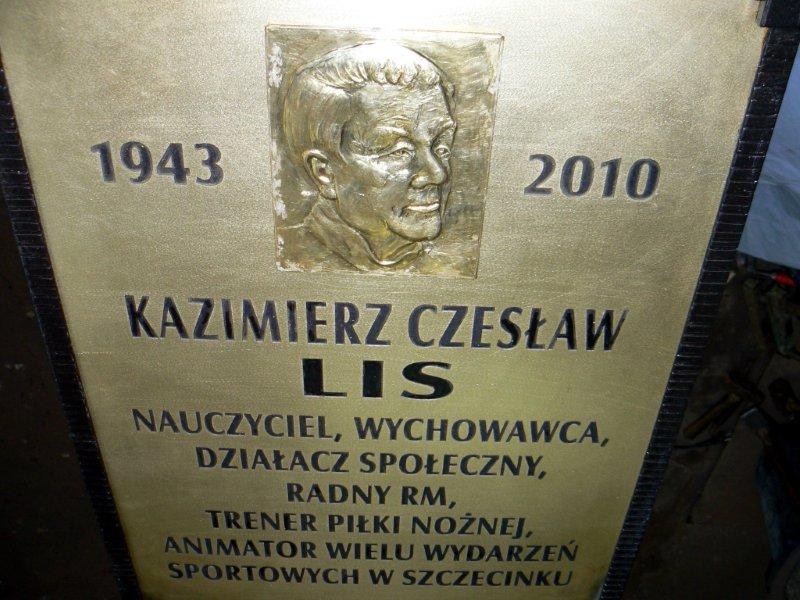 1943 2010
KAZIMIERZ CZESŁAW
LIS
NAUCZYCIEL, WYCHOWAWCA,
DZIAŁACZ SPOŁECZNY,
RADNY RM,
TRENER PIŁKI NOŻNEJ,
ANIMATOR WIELU WYDARZEŃ
SPORTOWYCH W SZCZECINKU